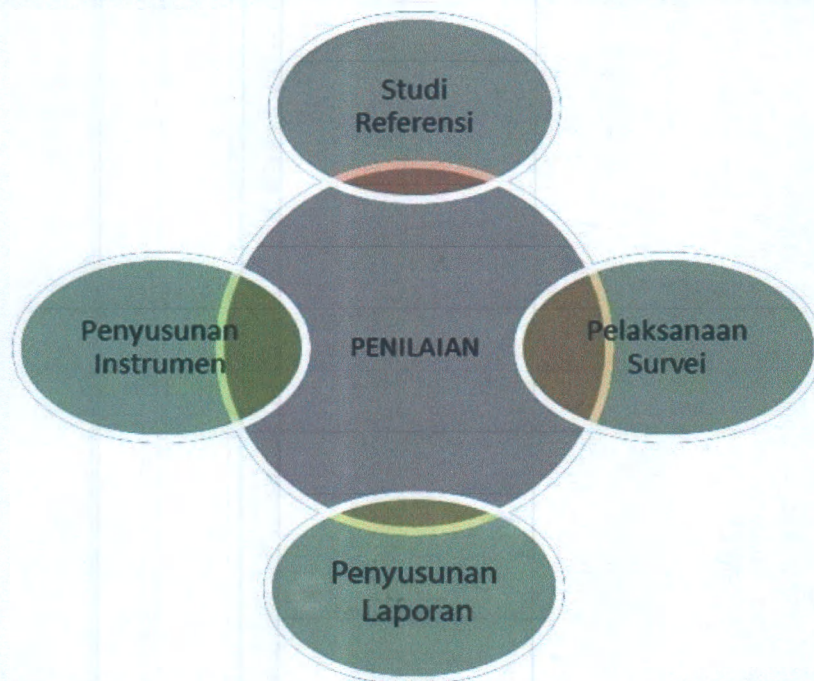 Studi
Referensi
Penyusunan
Instrumen
PENILAIAN
Pelaksanaan
Survei
Penyusunan
Laporan